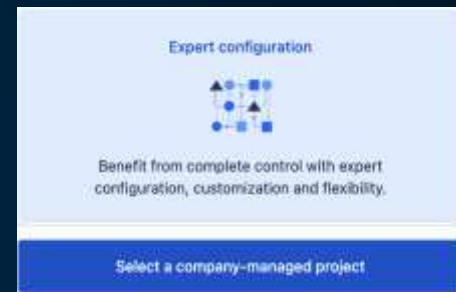 Expert configuration
Benefit from complete control with expert
configuration, customization and flexibility.
Select a company-managed project